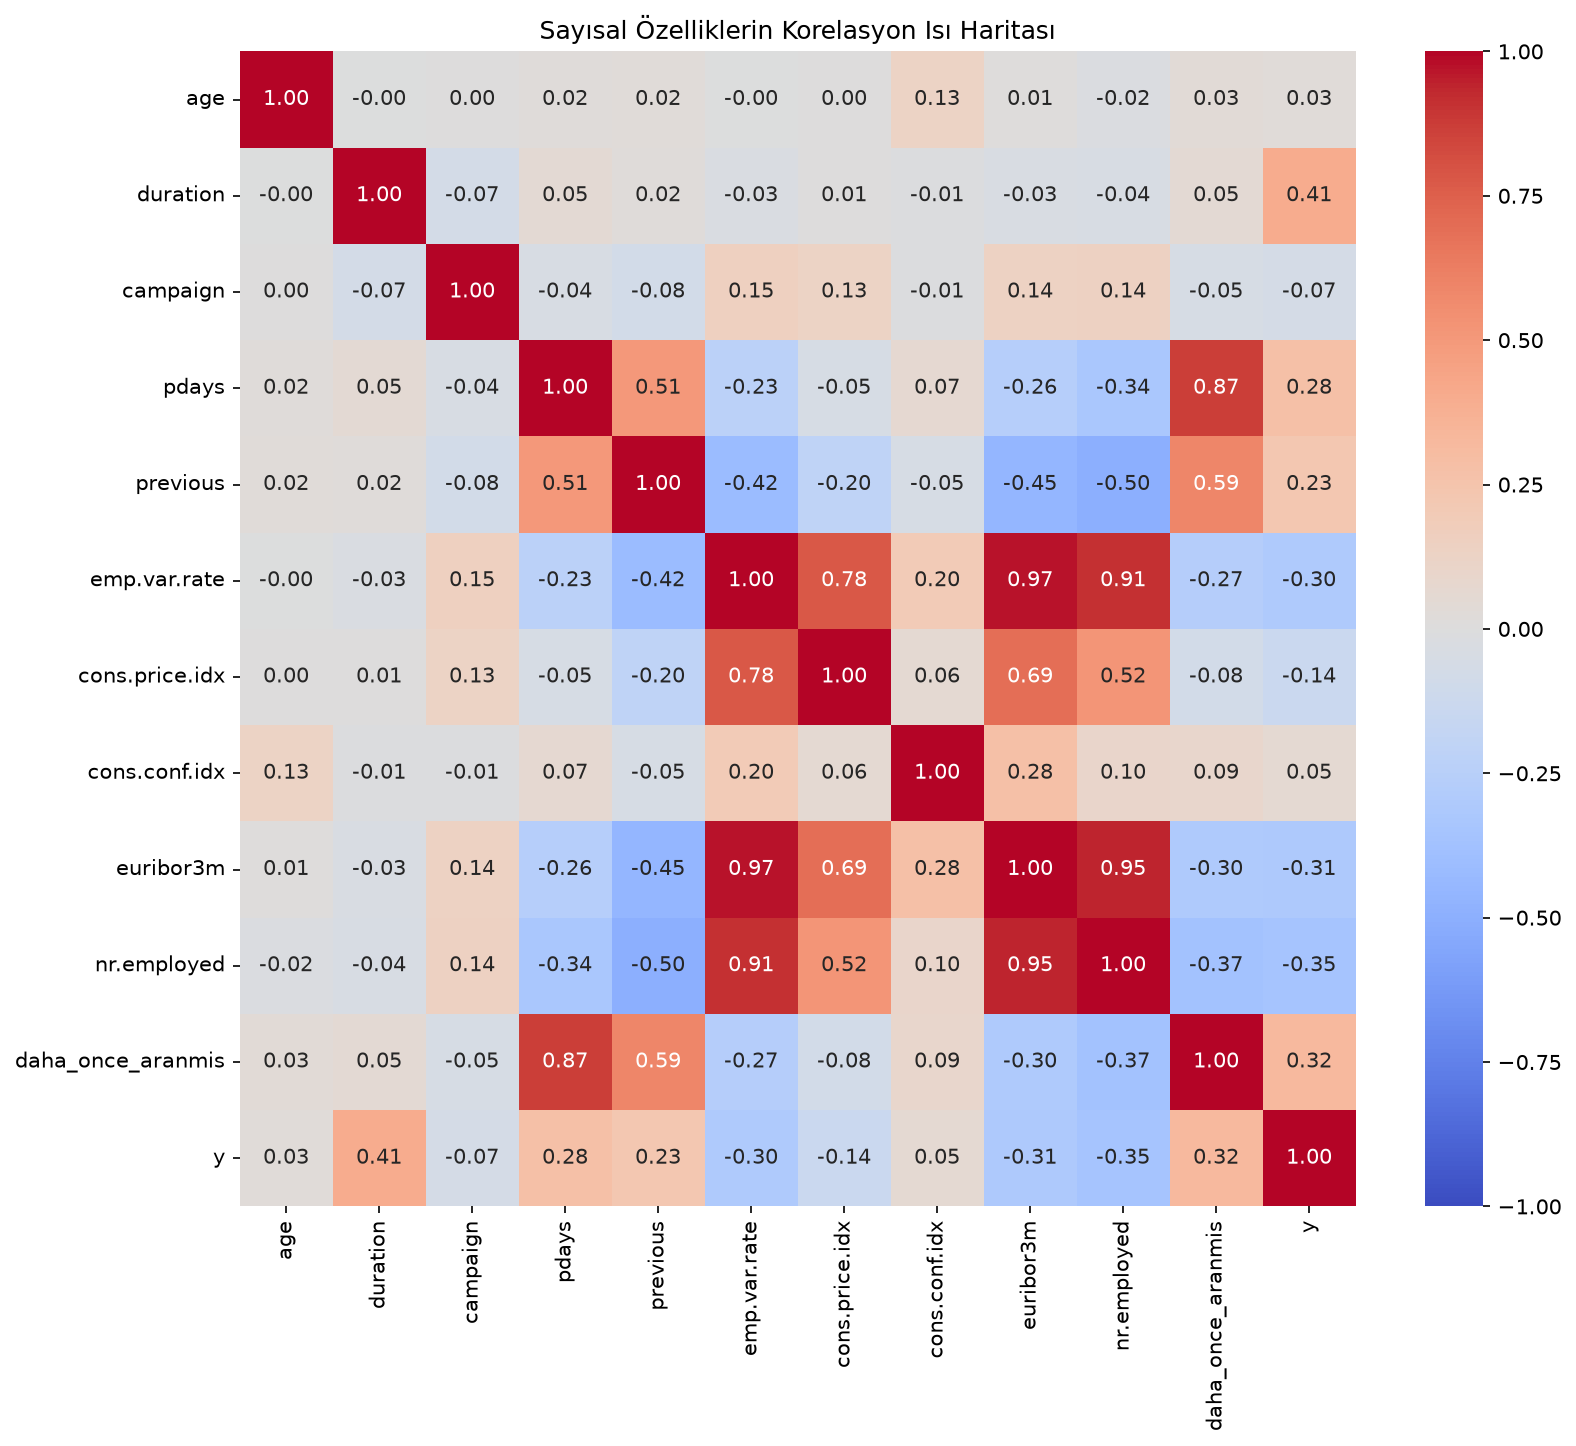 Sayısal Özelliklerin Korelasyon Isı Haritası
age 1.00 -0.00 0.00 0.02 0.02 -0.00 0.00 0.13 0.01 -0.02 0.03 0.03
duration -0.00 1.00 -0.07 0.05 0.02 -0.03 0.01 -0.01 -0.03 -0.04 0.05 0.41
campaign 0.00 -0.07 1.00 -0.04 -0.08 0.15 0.13 -0.01 0.14 0.14 -0.05 -0.07
pdays 0.02 0.05 -0.04 1.00 0.51 -0.23 -0.05 0.07 -0.26 -0.34 0.87 0.28
previous 0.02 0.02 -0.08 0.51 1.00 -0.42 -0.20 -0.05 -0.45 -0.50 0.59 0.23
emp.var.rate -0.00 -0.03 0.15 -0.23 -0.42 1.00 0.78 0.20 0.97 0.91 -0.27 -0.30
cons.price.idx 0.00 0.01 0.13 -0.05 -0.20 0.78 1.00 0.06 0.69 0.52 -0.08 -0.14
cons.conf.idx 0.13 -0.01 -0.01 0.07 -0.05 0.20 0.06 1.00 0.28 0.10 0.09 0.05
euribor3m 0.01 -0.03 0.14 -0.26 -0.45 0.97 0.69 0.28 1.00 0.95 -0.30 -0.31
nr.employed -0.02 -0.04 0.14 -0.34 -0.50 0.91 0.52 0.10 0.95 1.00 -0.37 -0.35
daha_once_aranmis 0.03 0.05 -0.05 0.87 0.59 -0.27 -0.08 0.09 -0.30 -0.37 1.00 0.32
y 0.03 0.41 -0.07 0.28 0.23 -0.30 -0.14 0.05 -0.31 -0.35 0.32 1.00
age
duration
campaign
pdays
previous
emp.var.rate
cons.price.idx
cons.conf.idx
euribor3m
nr.employed
daha_once_aranmis
y
1.00
0.75
0.50
0.25
0.00
−0.25
−0.50
−0.75
−1.00